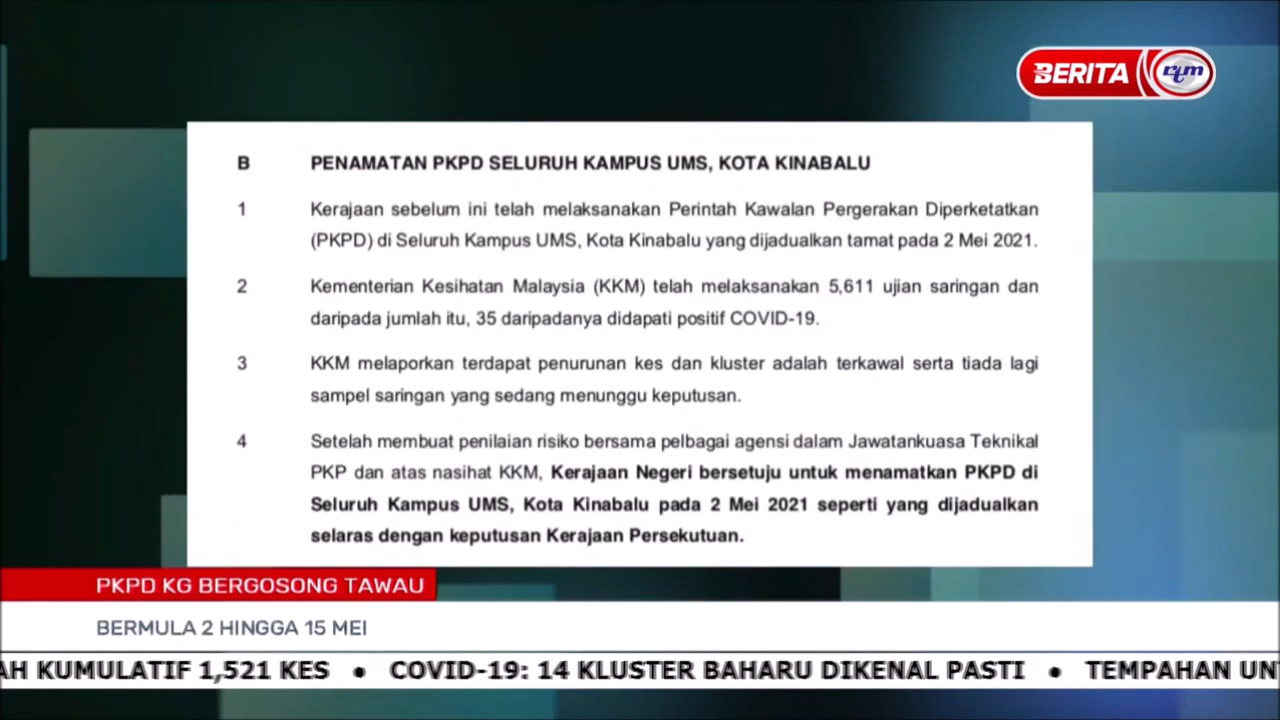 BERITA rtm
B PENAMATAN PKPD SELURUH KAMPUS UMS, KOTA KINABALU
1 Kerajaan sebelum ini telah melaksanakan Perintah Kawalan Pergerakan Diperketatkan
(PKPD) di Seluruh Kampus UMS, Kota Kinabalu yang dijadualkan tamat pada 2 Mei 2021.
2 Kementerian Kesihatan Malaysia (KKM) telah melaksanakan 5,611 ujian saringan dan
daripada jumlah itu, 35 daripadanya didapati positif COVID-19.
3 KKM melaporkan terdapat penurunan kes dan kluster adalah terkawal serta tiada lagi
sampel saringan yang sedang menunggu keputusan.
4 Setelah membuat penilaian risiko bersama pelbagai agensi dalam Jawatankuasa Teknikal
PKP dan atas nasihat KKM, Kerajaan Negeri bersetuju untuk menamatkan PKPD di
Seluruh Kampus UMS, Kota Kinabalu pada 2 Mei 2021 seperti yang dijadualkan
selaras dengan keputusan Kerajaan Persekutuan.
PKPD KG BERGOSONG TAWAU
BERMULA 2 HINGGA 15 MEI
AH KUMULATIF 1,521 KES • COVID-19: 14 KLUSTER BAHARU DIKENAL PASTI • TEMPAHAN UN